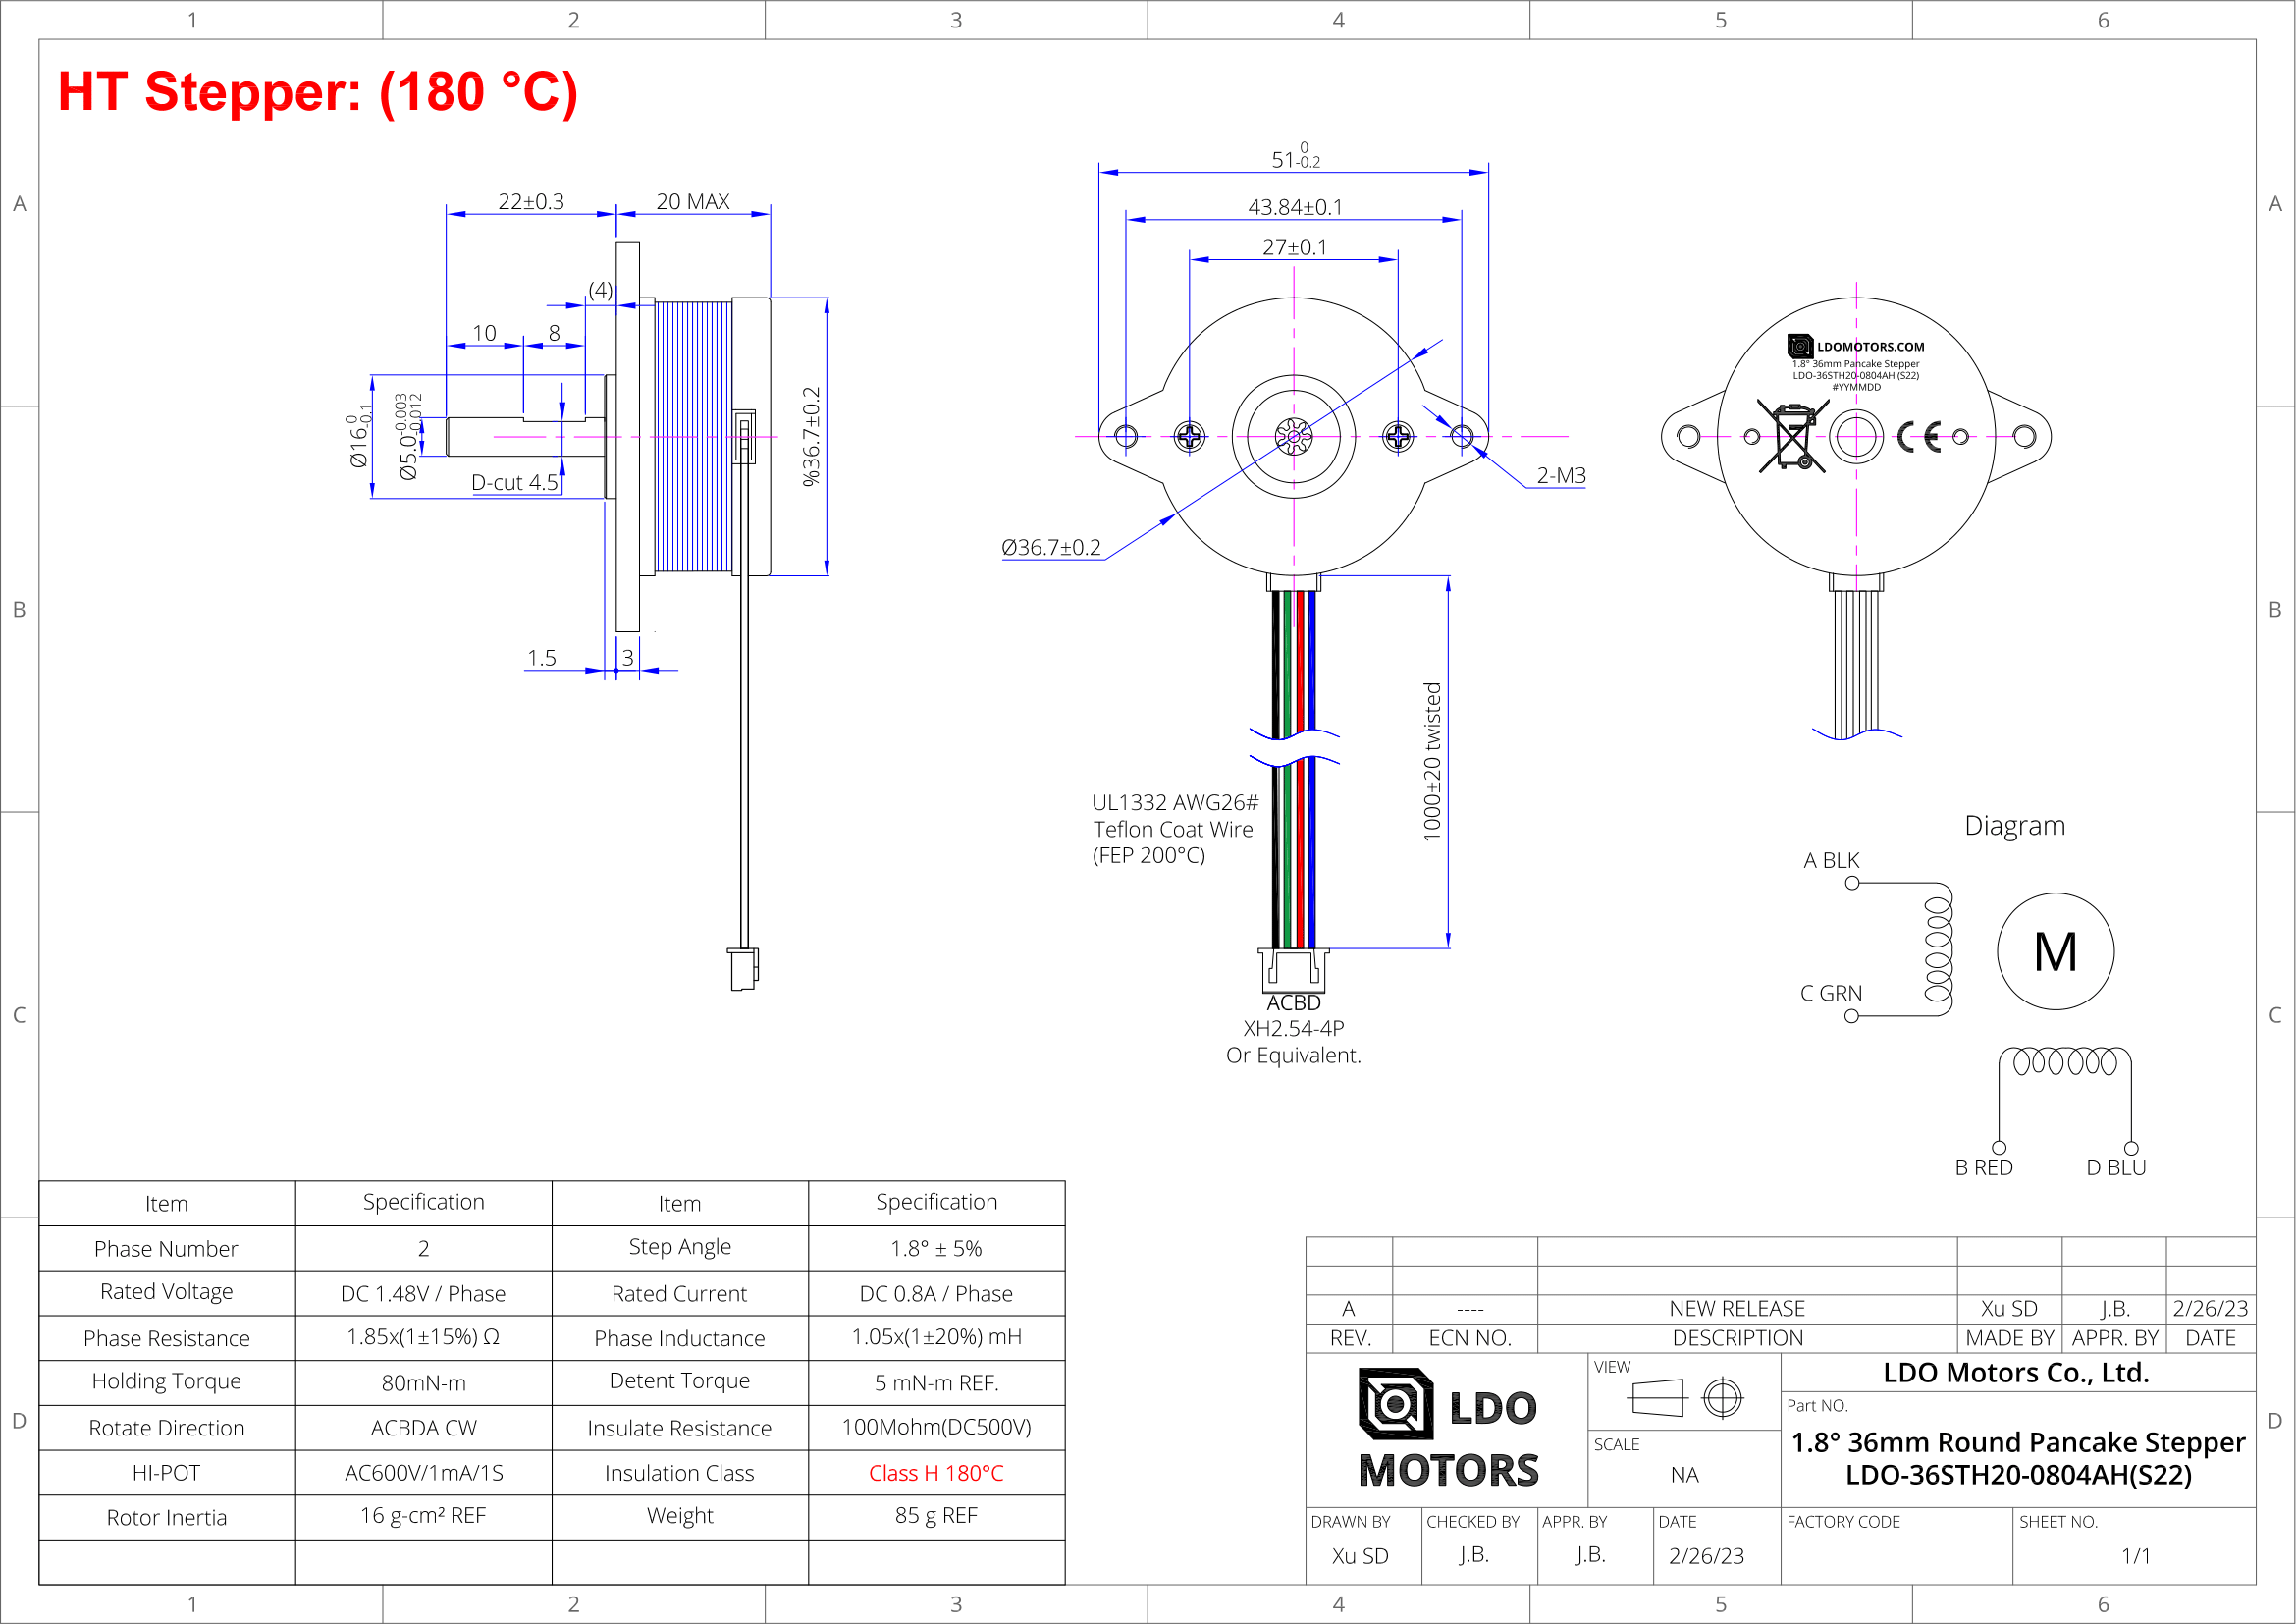 1 2 3 4 5 6
HT Stepper: (180 °C)
A A
B B
C C
D D
22±0.3
20 MAX
(4)
10
8
Ø16 0 -0.1
Ø5.0 -0.003 -0.012
D-cut 4.5
%36.7±0.2
1.5
3
51 0 -0.2
43.84±0.1
27±0.1
2-M3
Ø36.7±0.2
1000±20 twisted
UL1332 AWG26#
Teflon Coat Wire
(FEP 200°C)
ACBD
XH2.54-4P
Or Equivalent.
LDOMOTORS.COM
1.8° 36mm Pancake Stepper
LDO-36STH20-0804AH (S22)
#YYMMDD
CE
Diagram
A BLK
C GRN
M
B RED
D BLU
Item Specification Item Specification
Phase Number 2 Step Angle 1.8° ± 5%
Rated Voltage DC 1.48V / Phase Rated Current DC 0.8A / Phase
Phase Resistance 1.85x(1±15%) Ω Phase Inductance 1.05x(1±20%) mH
Holding Torque 80mN-m Detent Torque 5 mN-m REF.
Rotate Direction ACBDA CW Insulate Resistance 100Mohm(DC500V)
HI-POT AC600V/1mA/1S Insulation Class Class H 180°C
Rotor Inertia 16 g-cm² REF Weight 85 g REF
A ---- NEW RELEASE Xu SD J.B. 2/26/23
REV. ECN NO. DESCRIPTION MADE BY APPR. BY DATE
LDO
MOTORS
VIEW
SCALE
NA
LDO Motors Co., Ltd.
Part NO.
1.8° 36mm Round Pancake Stepper
LDO-36STH20-0804AH(S22)
DRAWN BY CHECKED BY APPR. BY DATE FACTORY CODE SHEET NO.
Xu SD J.B. J.B. 2/26/23 1/1
1 2 3 4 5 6